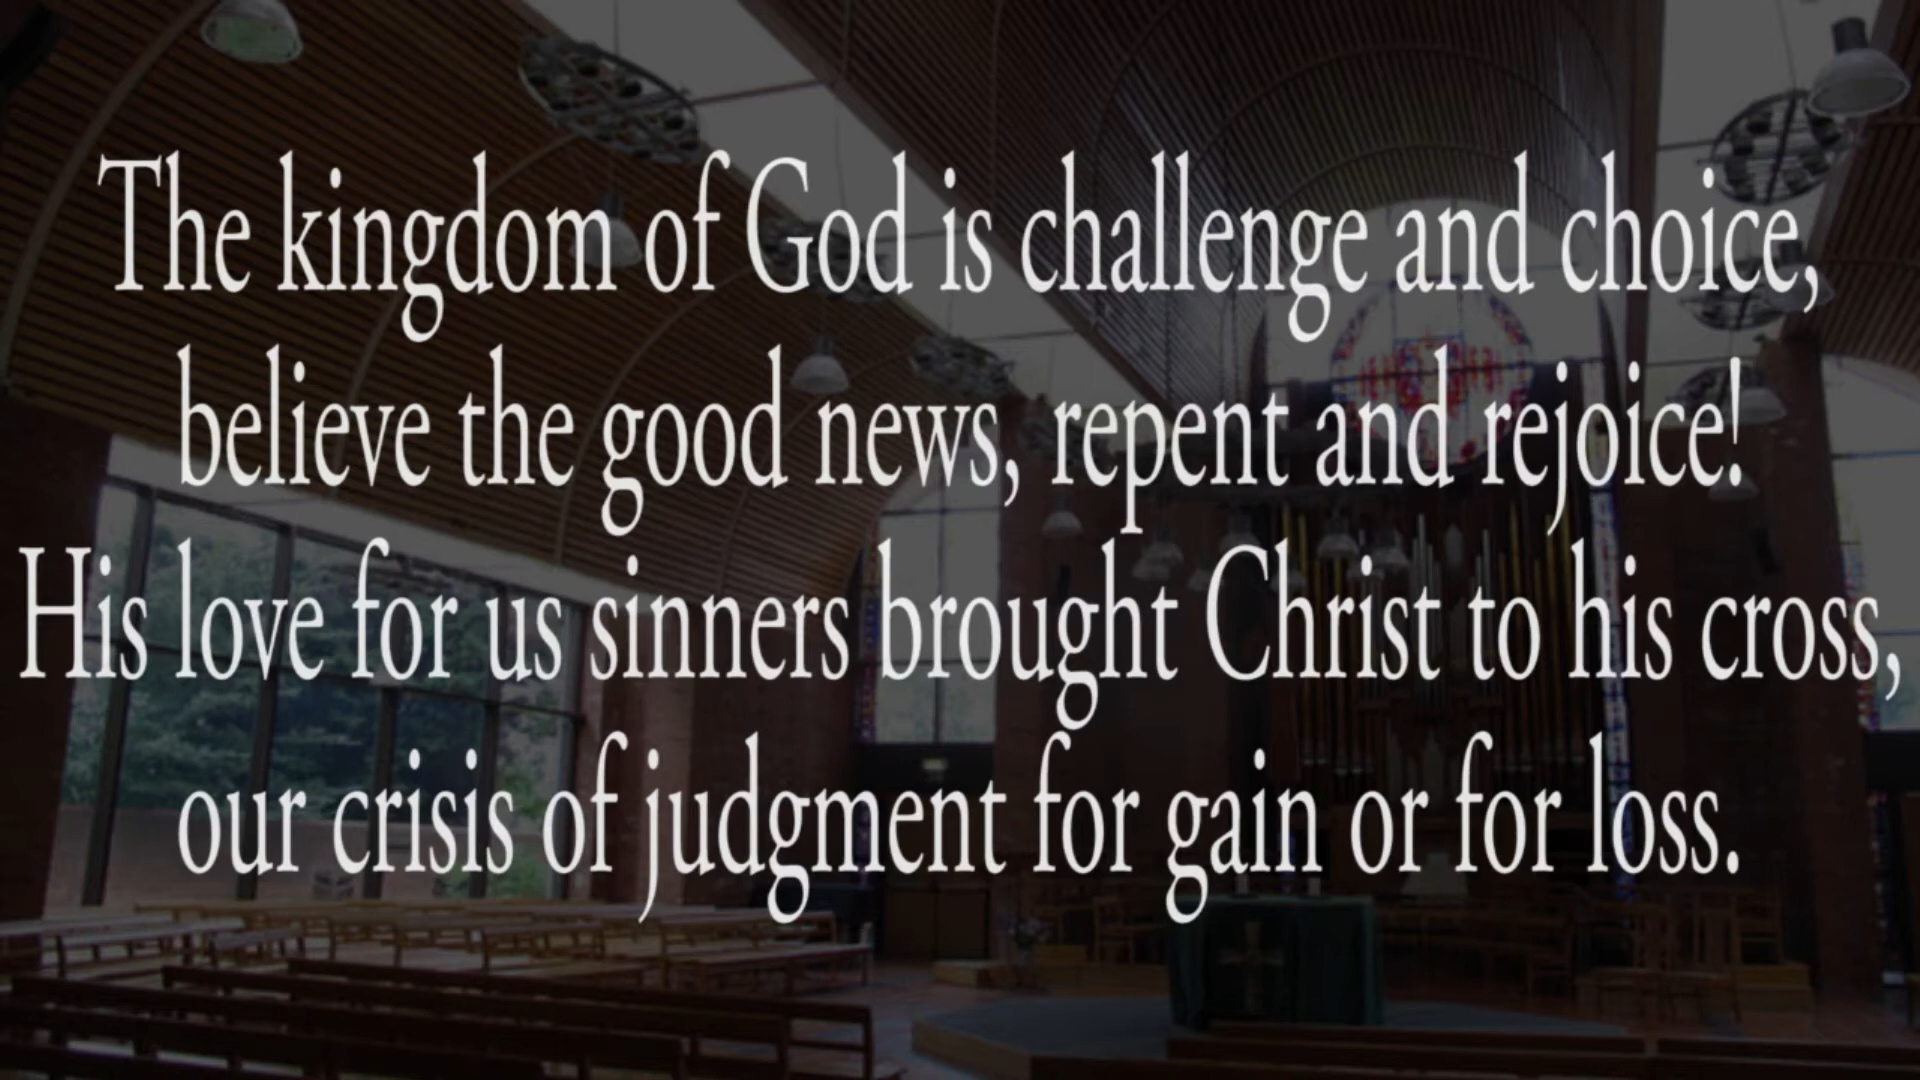 The kingdom of God is challenge and choice,
believe the good news, repent and rejoice!
His love for us sinners brought Christ to his cross,
our crisis of judgment for gain or for loss.